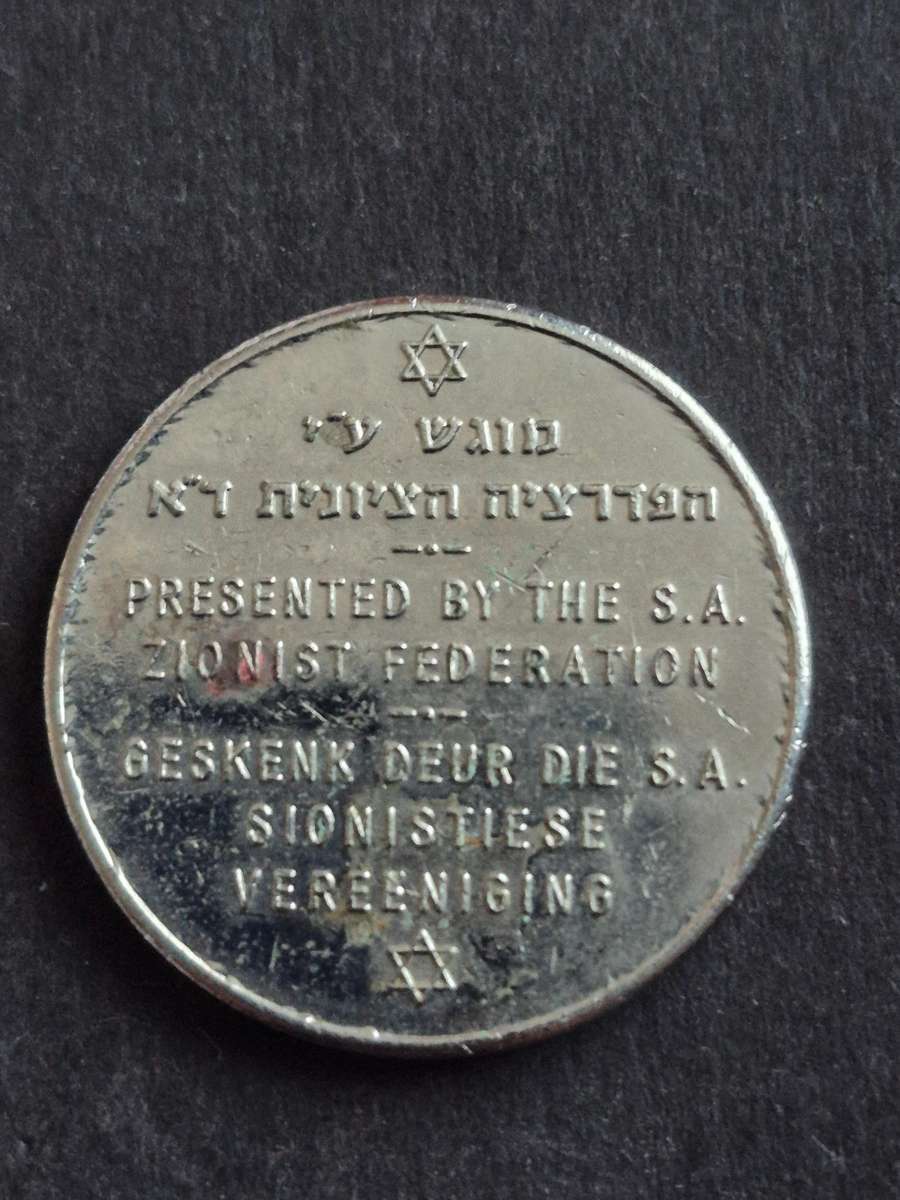 מוגש ע"י
הפדרציה הציונית ד"א
PRESENTED BY THE S.A.
ZIONIST FEDERATION
GESKENK DEUR DIE S.A.
SIONISTIESE
VEREENIGING